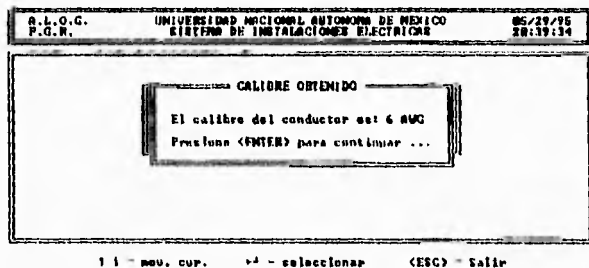 A.L.O.G. UNIVERSIDAD NACIONAL AUTONOMA DE MEXICO 05/29/95
P.G.R. SISTEMA DE INSTALACIONES ELECTRICAS 20:39:34
CALIBRE OBTENIDO
El calibre del conductor es: 6 AWG
Presione <ENTER> para continuar ...
↑ ↓ - mov. cur. ↵ - seleccionar <ESC> - Salir